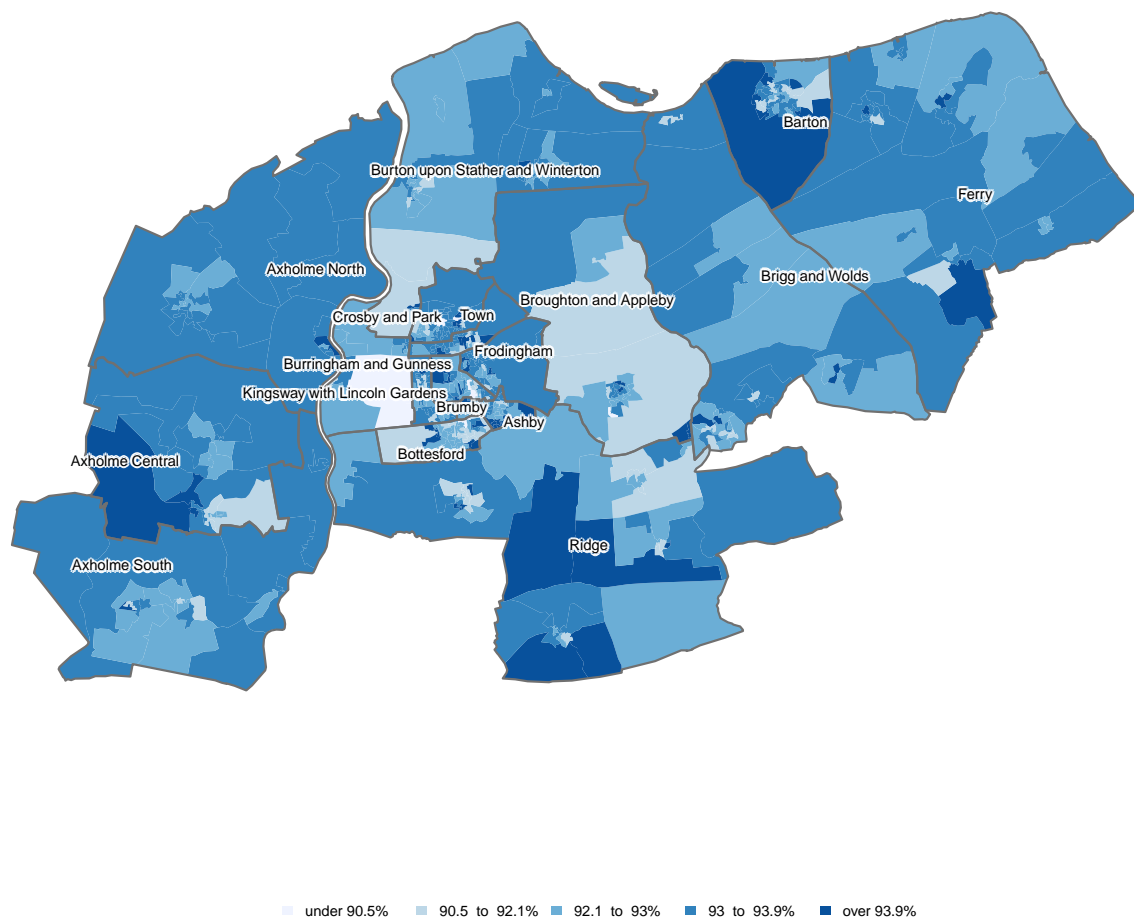 Barton
Burton upon Stather and Winterton
Ferry
Axholme North
Brigg and Wolds
Broughton and Appleby
Crosby and Park
Town
Frodingham
Burringham and Gunness
Kingsway with Lincoln Gardens
Brumby
Ashby
Bottesford
Axholme Central
Ridge
Axholme South
under 90.5% 90.5 to 92.1% 92.1 to 93% 93 to 93.9% over 93.9%